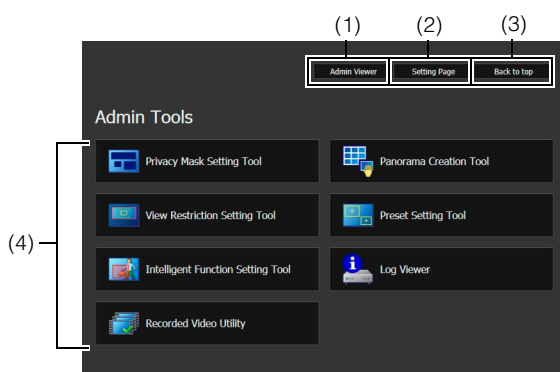 (1) (2) (3)
Admin Viewer Setting Page Back to top
Admin Tools
Privacy Mask Setting Tool Panorama Creation Tool
View Restriction Setting Tool Preset Setting Tool
(4)
Intelligent Function Setting Tool Log Viewer
Recorded Video Utility